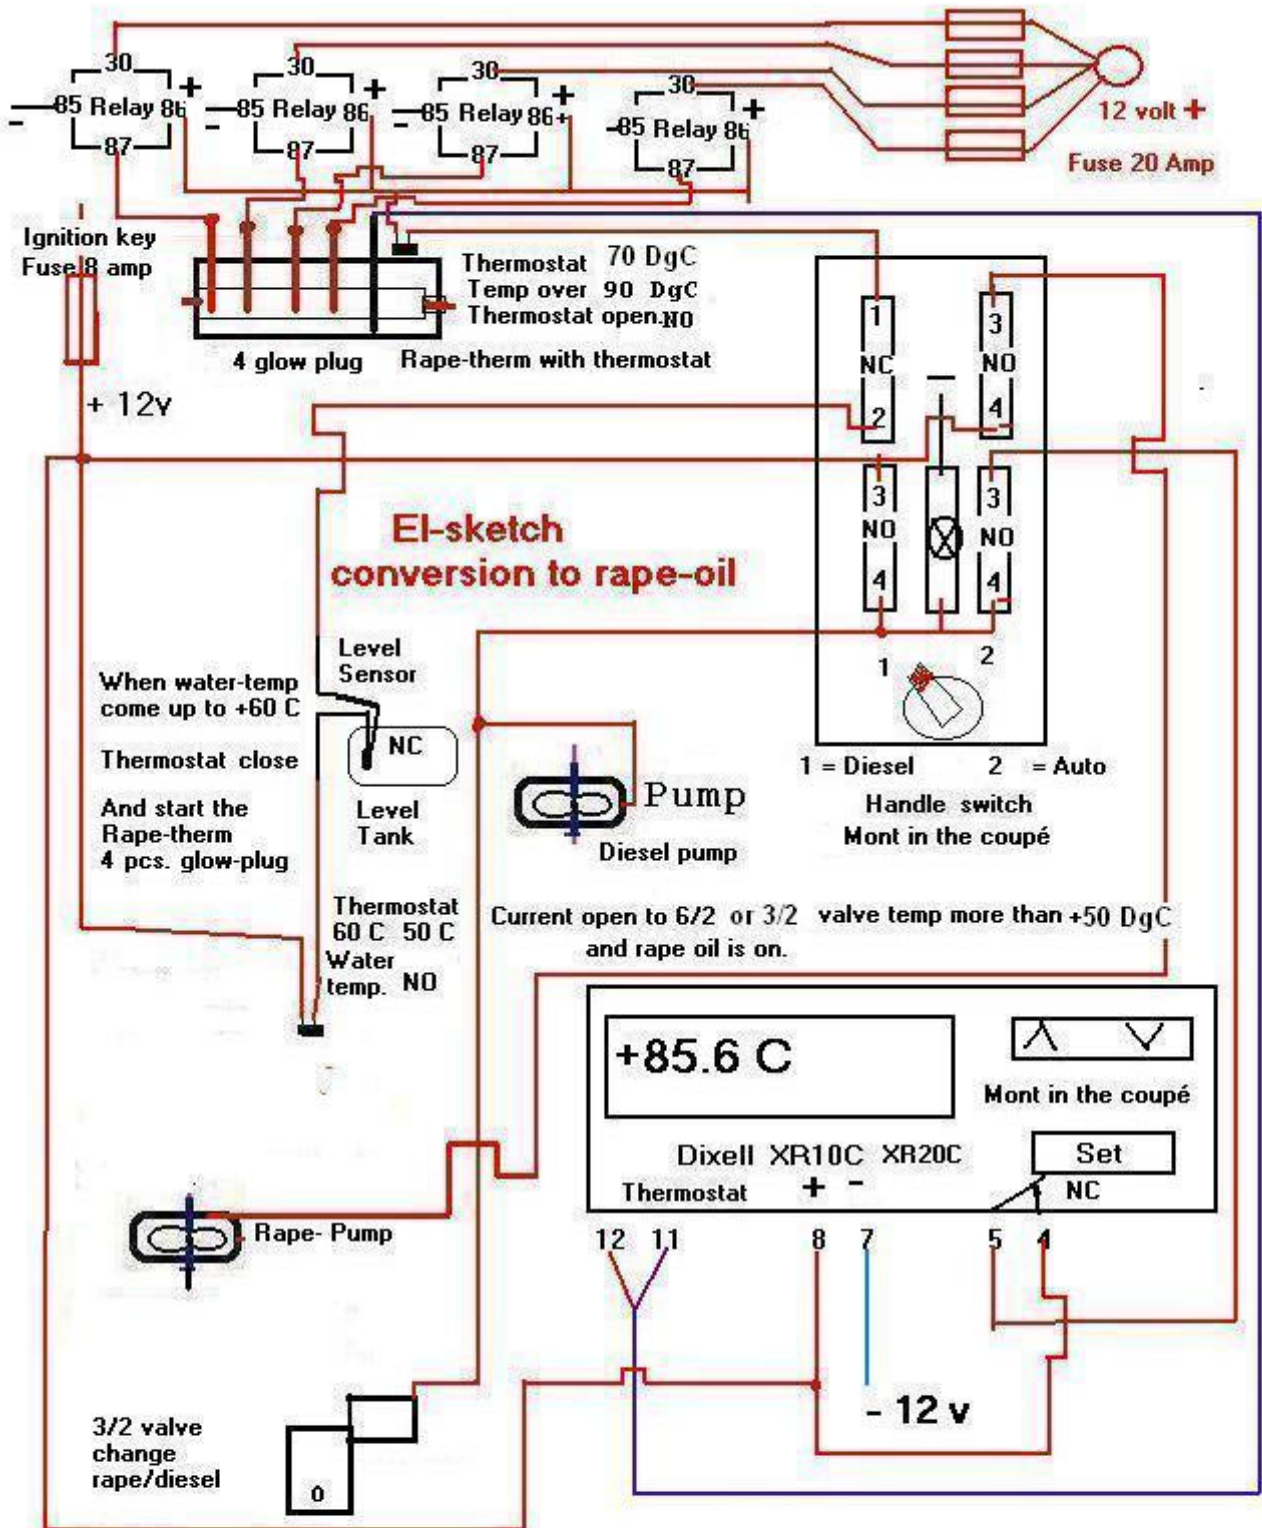 30
30
30
30
- 85 Relay 86 +
- 85 Relay 86 +
- 85 Relay 86 + +
-85 Relay 86 +
87
87
87
87
12 volt +
Fuse 20 Amp
Ignition key
Fuse 8 amp
+ 12v
Thermostat 70 DgC
Temp over 90 DgC
Thermostat open.NO
4 glow plug
Rape-therm with thermostat
1
NC
2
3
NO
4
3
NO
4
3
NO
4
1
2
El-sketch
conversion to rape-oil
Level
Sensor
When water-temp
come up to +60 C
Thermostat close
And start the
Rape-therm
4 pcs. glow-plug
NC
Level
Tank
Pump
Diesel pump
1 = Diesel 2 = Auto
Handle switch
Mont in the coupé
Thermostat
60 C 50 C
Water
temp. NO
Current open to 6/2 or 3/2 valve temp more than +50 DgC
and rape oil is on.
+85.6 C
Mont in the coupé
Dixell XR10C XR20C
Set
Thermostat + -
NC
12 11 8 7 5 4
Rape- Pump
- 12 v
3/2 valve
change
rape/diesel
0